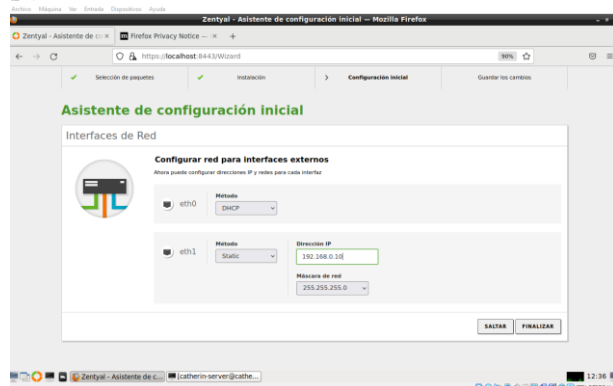 Archivo Máquina Ver Entrada Dispositivos Ayuda
Zentyal - Asistente de configuración inicial — Mozilla Firefox
Zentyal - Asistente de co
Firefox Privacy Notice —
https://localhost:8443/Wizard
90%
Selección de paquetes
Instalación
Configuración inicial
Guardar los cambios
Asistente de configuración inicial
Interfaces de Red
Configurar red para interfaces externos
Ahora puede configurar direcciones IP y redes para cada interfaz
eth0
Método
DHCP
eth1
Método
Static
Dirección IP
192.168.0.10
Máscara de red
255.255.255.0
SALTAR
FINALIZAR
Zentyal - Asistente de c...
[catherin-server@cathe...
12:36